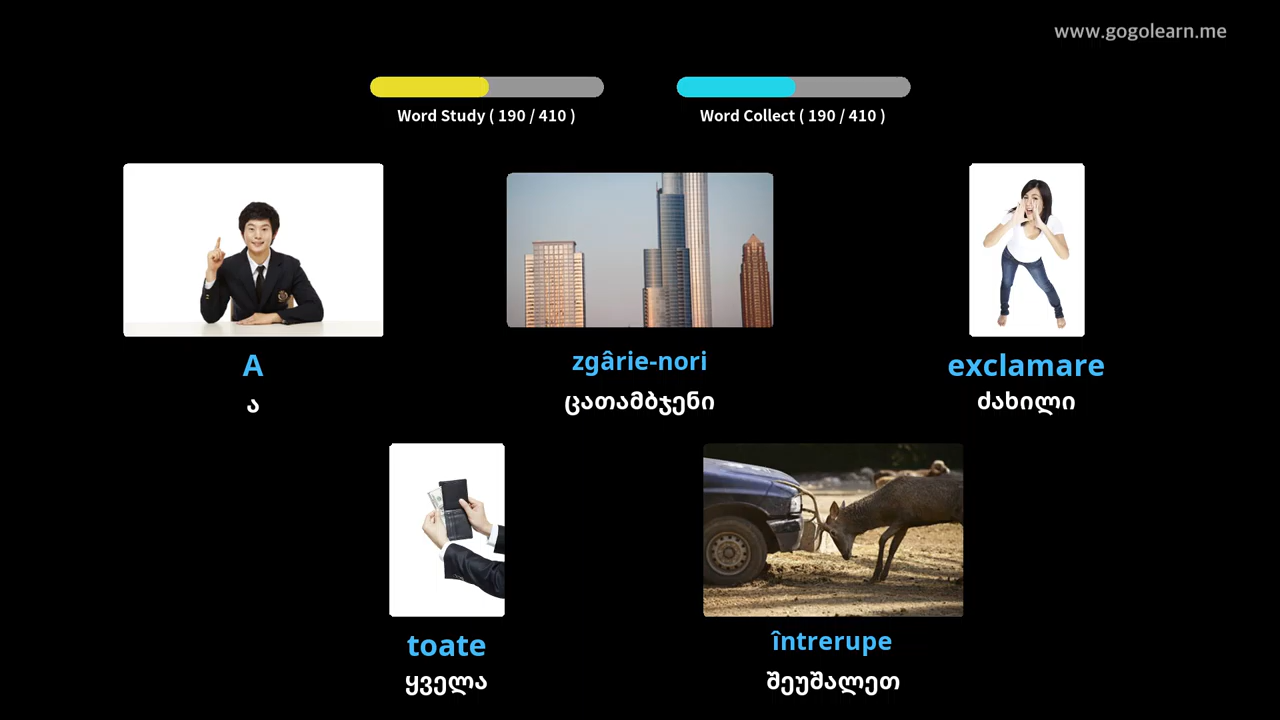 www.gogolearn.me
Word Study ( 190 / 410 )
Word Collect ( 190 / 410 )
A
ა
zgârie-nori
ცათამბჯენი
exclamare
ძახილი
toate
ყველა
întrerupe
შეუშალეთ